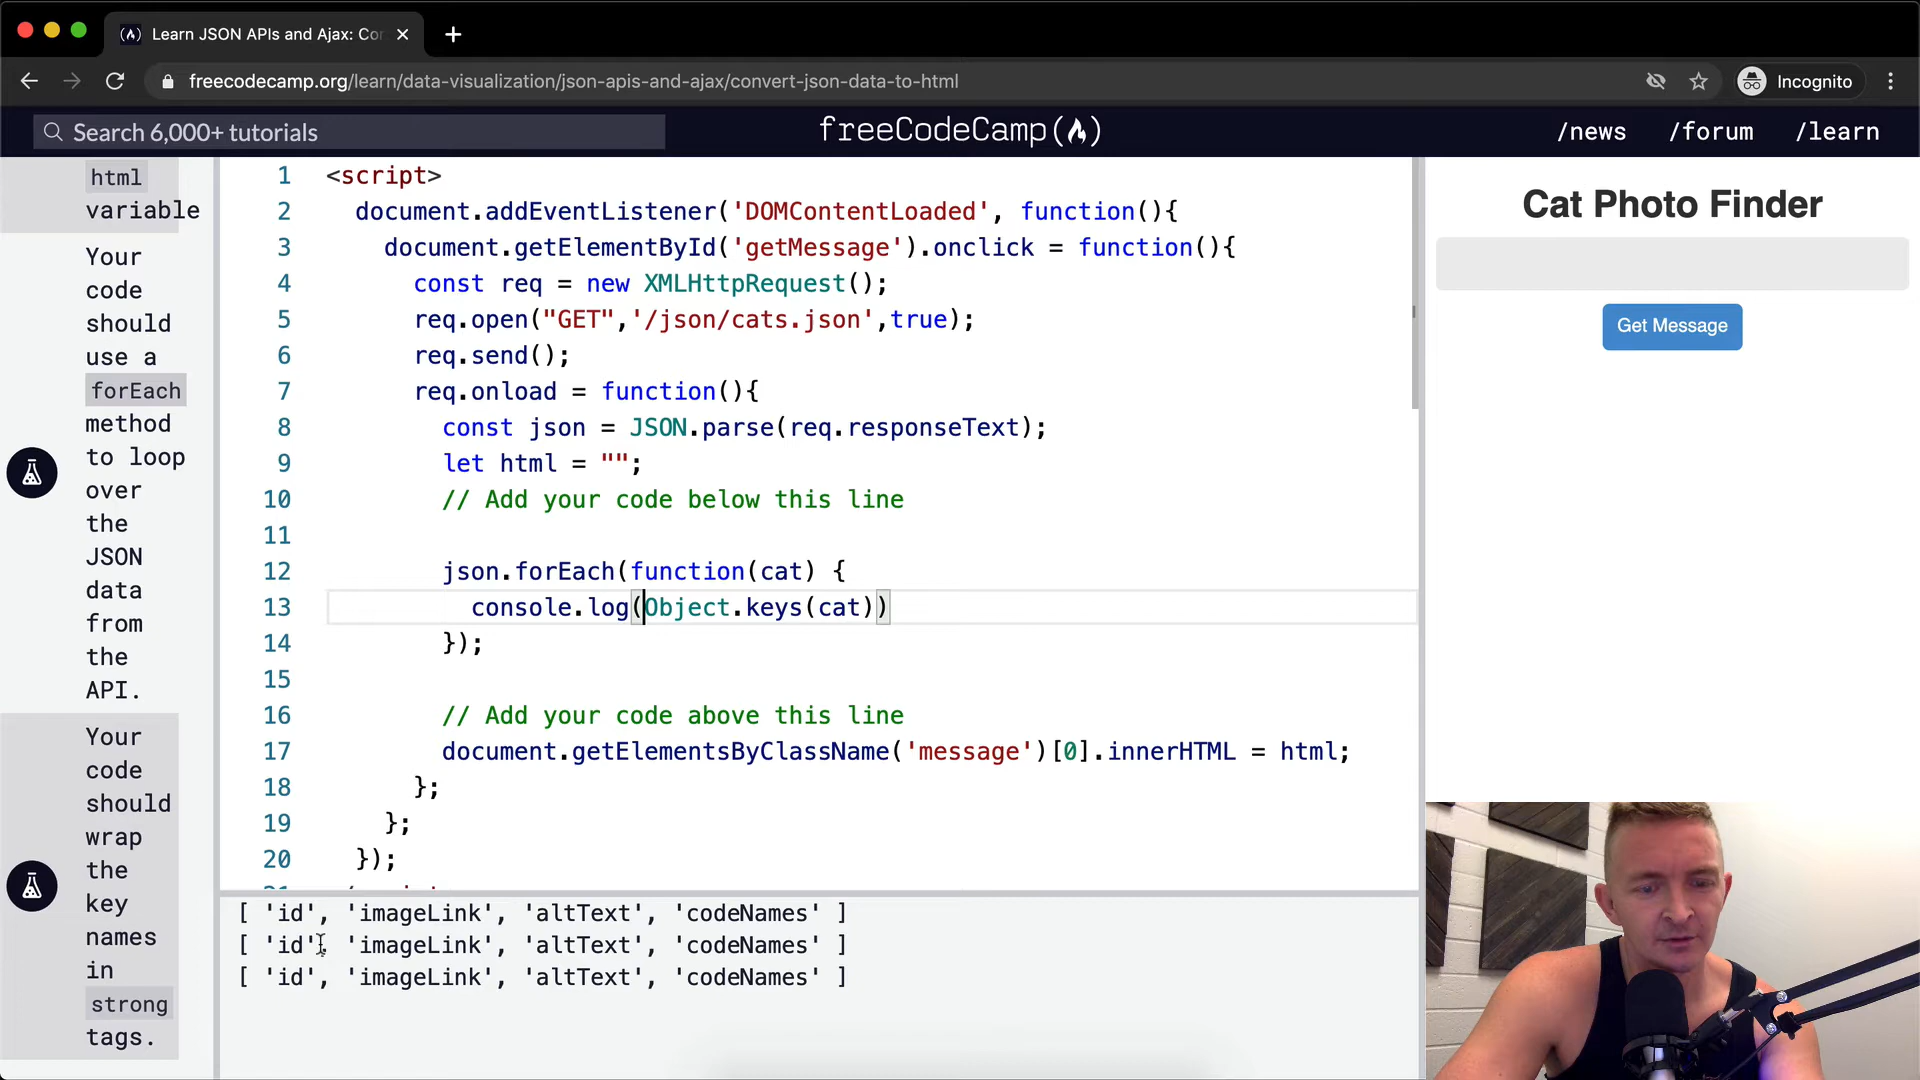 Learn JSON APIs and Ajax: Co
freecodecamp.org/learn/data-visualization/json-apis-and-ajax/convert-json-data-to-html
Incognito
Search 6,000+ tutorials
freeCodeCamp
/news
/forum
/learn
html
variable
Your
code
should
use a
forEach
method
to loop
over
the
JSON
data
from
the
API.
Your
code
should
wrap
the
key
names
in
strong
tags.
1 <script>
2 document.addEventListener('DOMContentLoaded', function(){
3 document.getElementById('getMessage').onclick = function(){
4 const req = new XMLHttpRequest();
5 req.open("GET",'/json/cats.json',true);
6 req.send();
7 req.onload = function(){
8 const json = JSON.parse(req.responseText);
9 let html = "";
10 // Add your code below this line
11
12 json.forEach(function(cat) {
13 console.log(Object.keys(cat))
14 });
15
16 // Add your code above this line
17 document.getElementsByClassName('message')[0].innerHTML = html;
18 };
19 };
20 });
[ 'id', 'imageLink', 'altText', 'codeNames' ]
[ 'id', 'imageLink', 'altText', 'codeNames' ]
[ 'id', 'imageLink', 'altText', 'codeNames' ]
Cat Photo Finder
Get Message